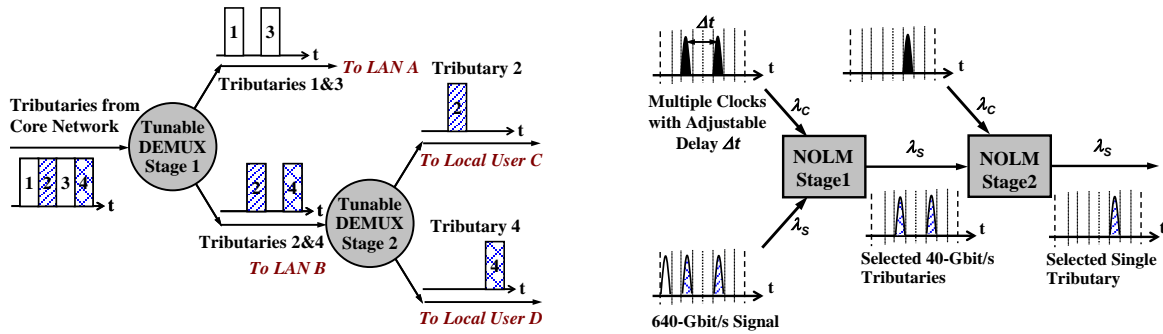 1 3
t
Tributaries 1&3
To LAN A
Tributaries from
Core Network
Tunable
DEMUX
Stage 1
1 2 3 4
t
2 4
t
Tributaries 2&4
To LAN B
Tunable
DEMUX
Stage 2
Tributary 2
2
t
To Local User C
Tributary 4
4
t
To Local User D
Δt
t
Multiple Clocks
with Adjustable
Delay Δt
λC
t
λC
NOLM
Stage1
λS
NOLM
Stage2
λS
λS
t
640-Gbit/s Signal
t
Selected 40-Gbit/s
Tributaries
t
Selected Single
Tributary